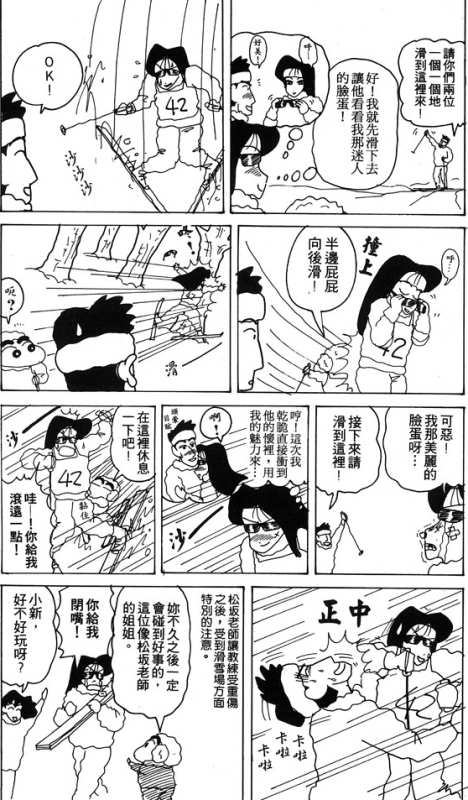 請你們兩位
一個一個地
滑到這裡來！
好！我就先滑下去
讓他看看我那迷人
的臉蛋！
呼…
好美！
OK！
42
沙
沙
沙
呼…
撞上
半邊屁屁
向後滑！
42
滑
呃？
可惡！
我那美麗的
臉蛋呀…
接下來請
滑到這裡！
哼！這次我
乾脆直接衝到
他的懷裡，用
我的魅力來…
啊！
沙
在這裡休息
一下吧！
42
黏住
哇──！你給我
滾遠一點！
正中
42
卡啦
卡啦
卡啦
松坂老師讓教練受重傷
之後，受到滑雪場方面
特別的注意。
妳不久之後一定
會碰到好事的，
這位像松坂老師
的姐姐。
你給我
閉嘴！
小新，
好不好玩呀？